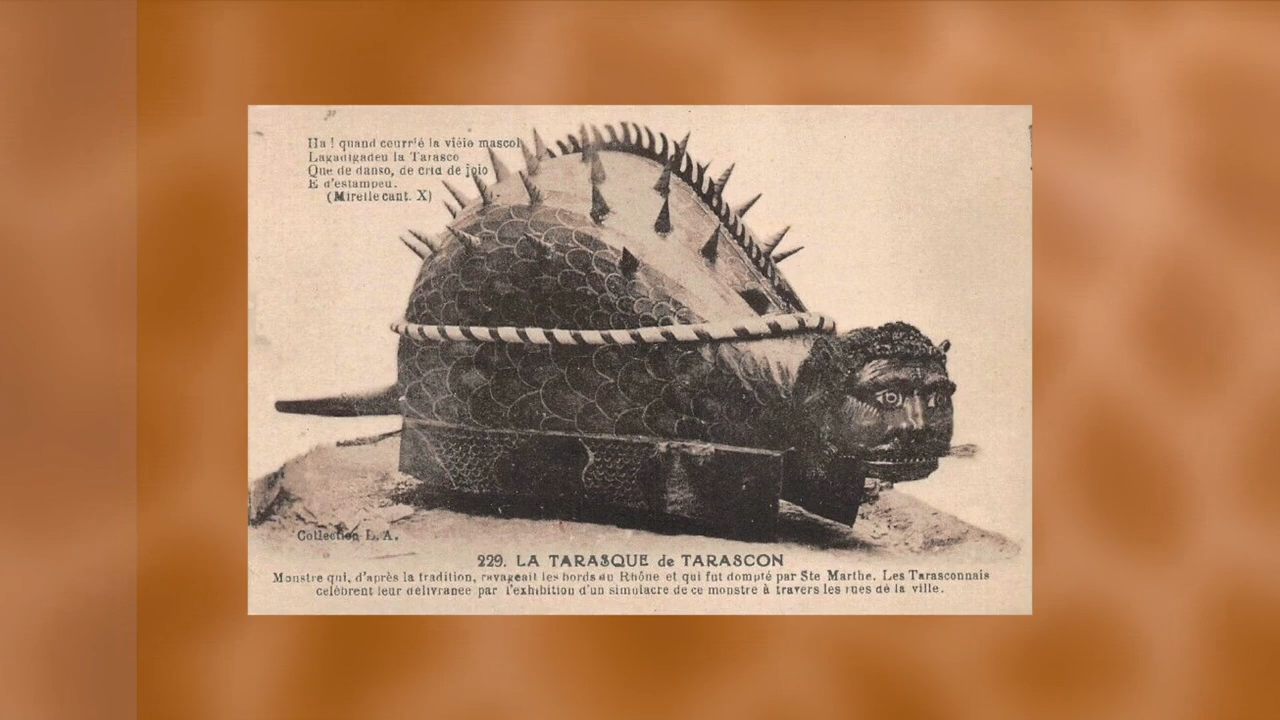 Ha ! quand courrié la vièio mascol
Lagadigadeu la Tarasco
Que de danso, de crid de joio
E d'estampeu.
(Mireille cant. X)
Collection L. A.
229. LA TARASQUE de TARASCON
Monstre qui, d'après la tradition, ravageait les bords du Rhône et qui fut dompté par Ste Marthe. Les Tarasconnais
célèbrent leur délivrance par l'exhibition d'un simulacre de ce monstre à travers les rues de la ville.